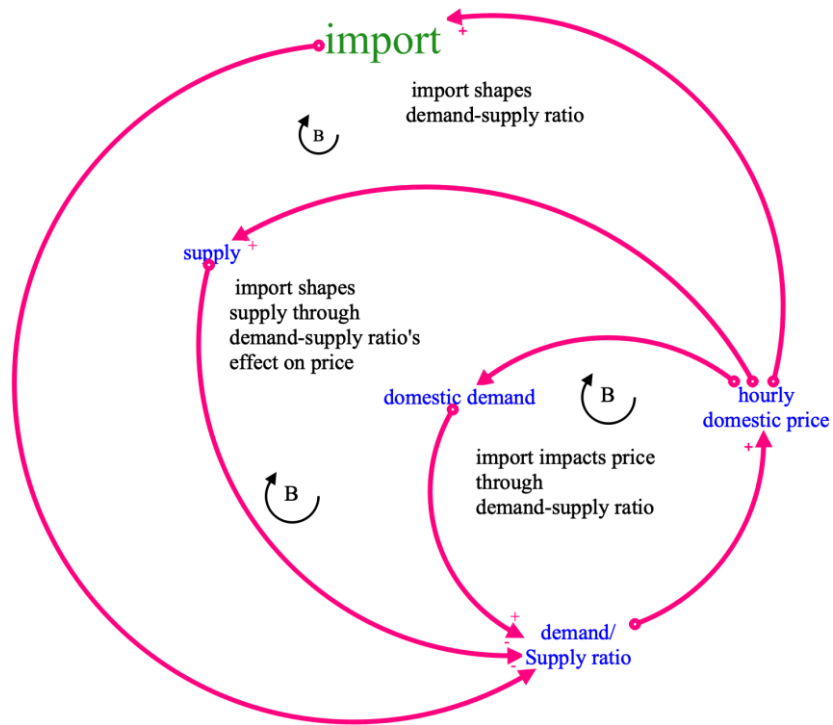 import
+
import shapes
demand-supply ratio
B
supply +
import shapes
supply through
demand-supply ratio's
effect on price
domestic demand
B
hourly
domestic price
+
import impacts price
through
demand-supply ratio
B
+
-
-
demand/
Supply ratio